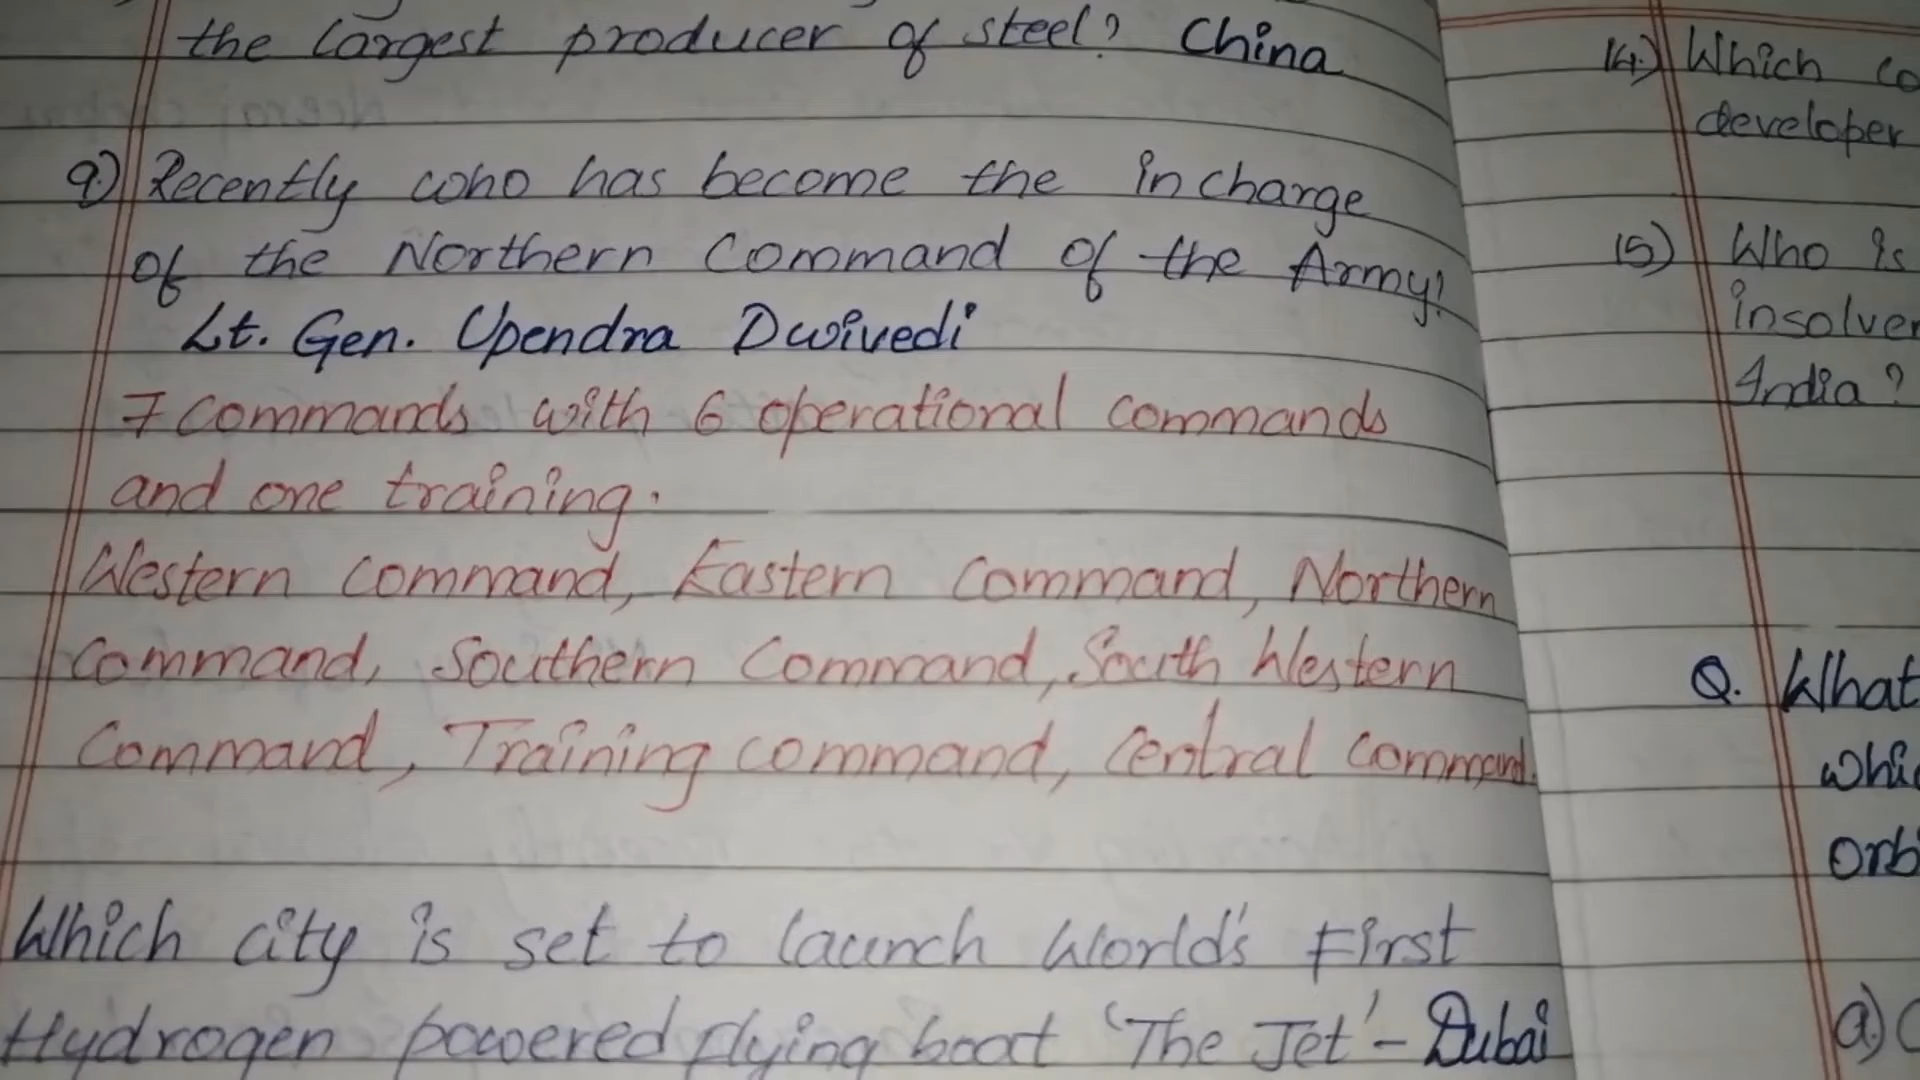 the largest producer of steel? China
9.) Recently who has become the incharge
of the Northern Command of the Army?
Lt. Gen. Upendra Dwivedi
7 Commands with 6 operational commands
and one training.
Western Command, Eastern Command, Northern
Command, Southern Command, South Western
Command, Training command, Central Command.
Which city is set to launch World's First
Hydrogen powered flying boat 'The Jet' - Dubai
14.) Which co
developer
15) Who is
insolver
India?
Q. What
whic
Orbi
a)